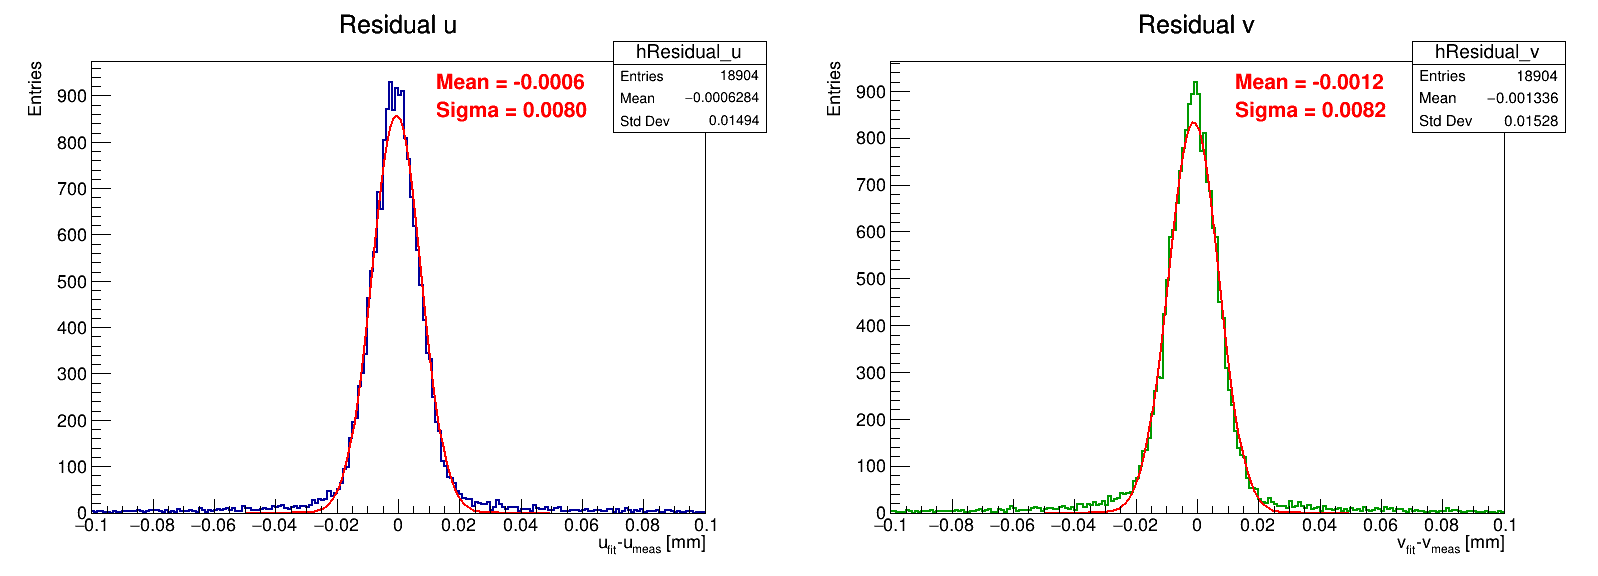 Residual u
hResidual_u
Entries 18904
Mean −0.0006284
Std Dev 0.01494
Mean = -0.0006
Sigma = 0.0080
Entries
900
800
700
600
500
400
300
200
100
0
−0.1 −0.08 −0.06 −0.04 −0.02 0 0.02 0.04 0.06 0.08 0.1
ufit-umeas [mm]
Residual v
hResidual_v
Entries 18904
Mean −0.001336
Std Dev 0.01528
Mean = -0.0012
Sigma = 0.0082
Entries
900
800
700
600
500
400
300
200
100
0
−0.1 −0.08 −0.06 −0.04 −0.02 0 0.02 0.04 0.06 0.08 0.1
vfit-vmeas [mm]